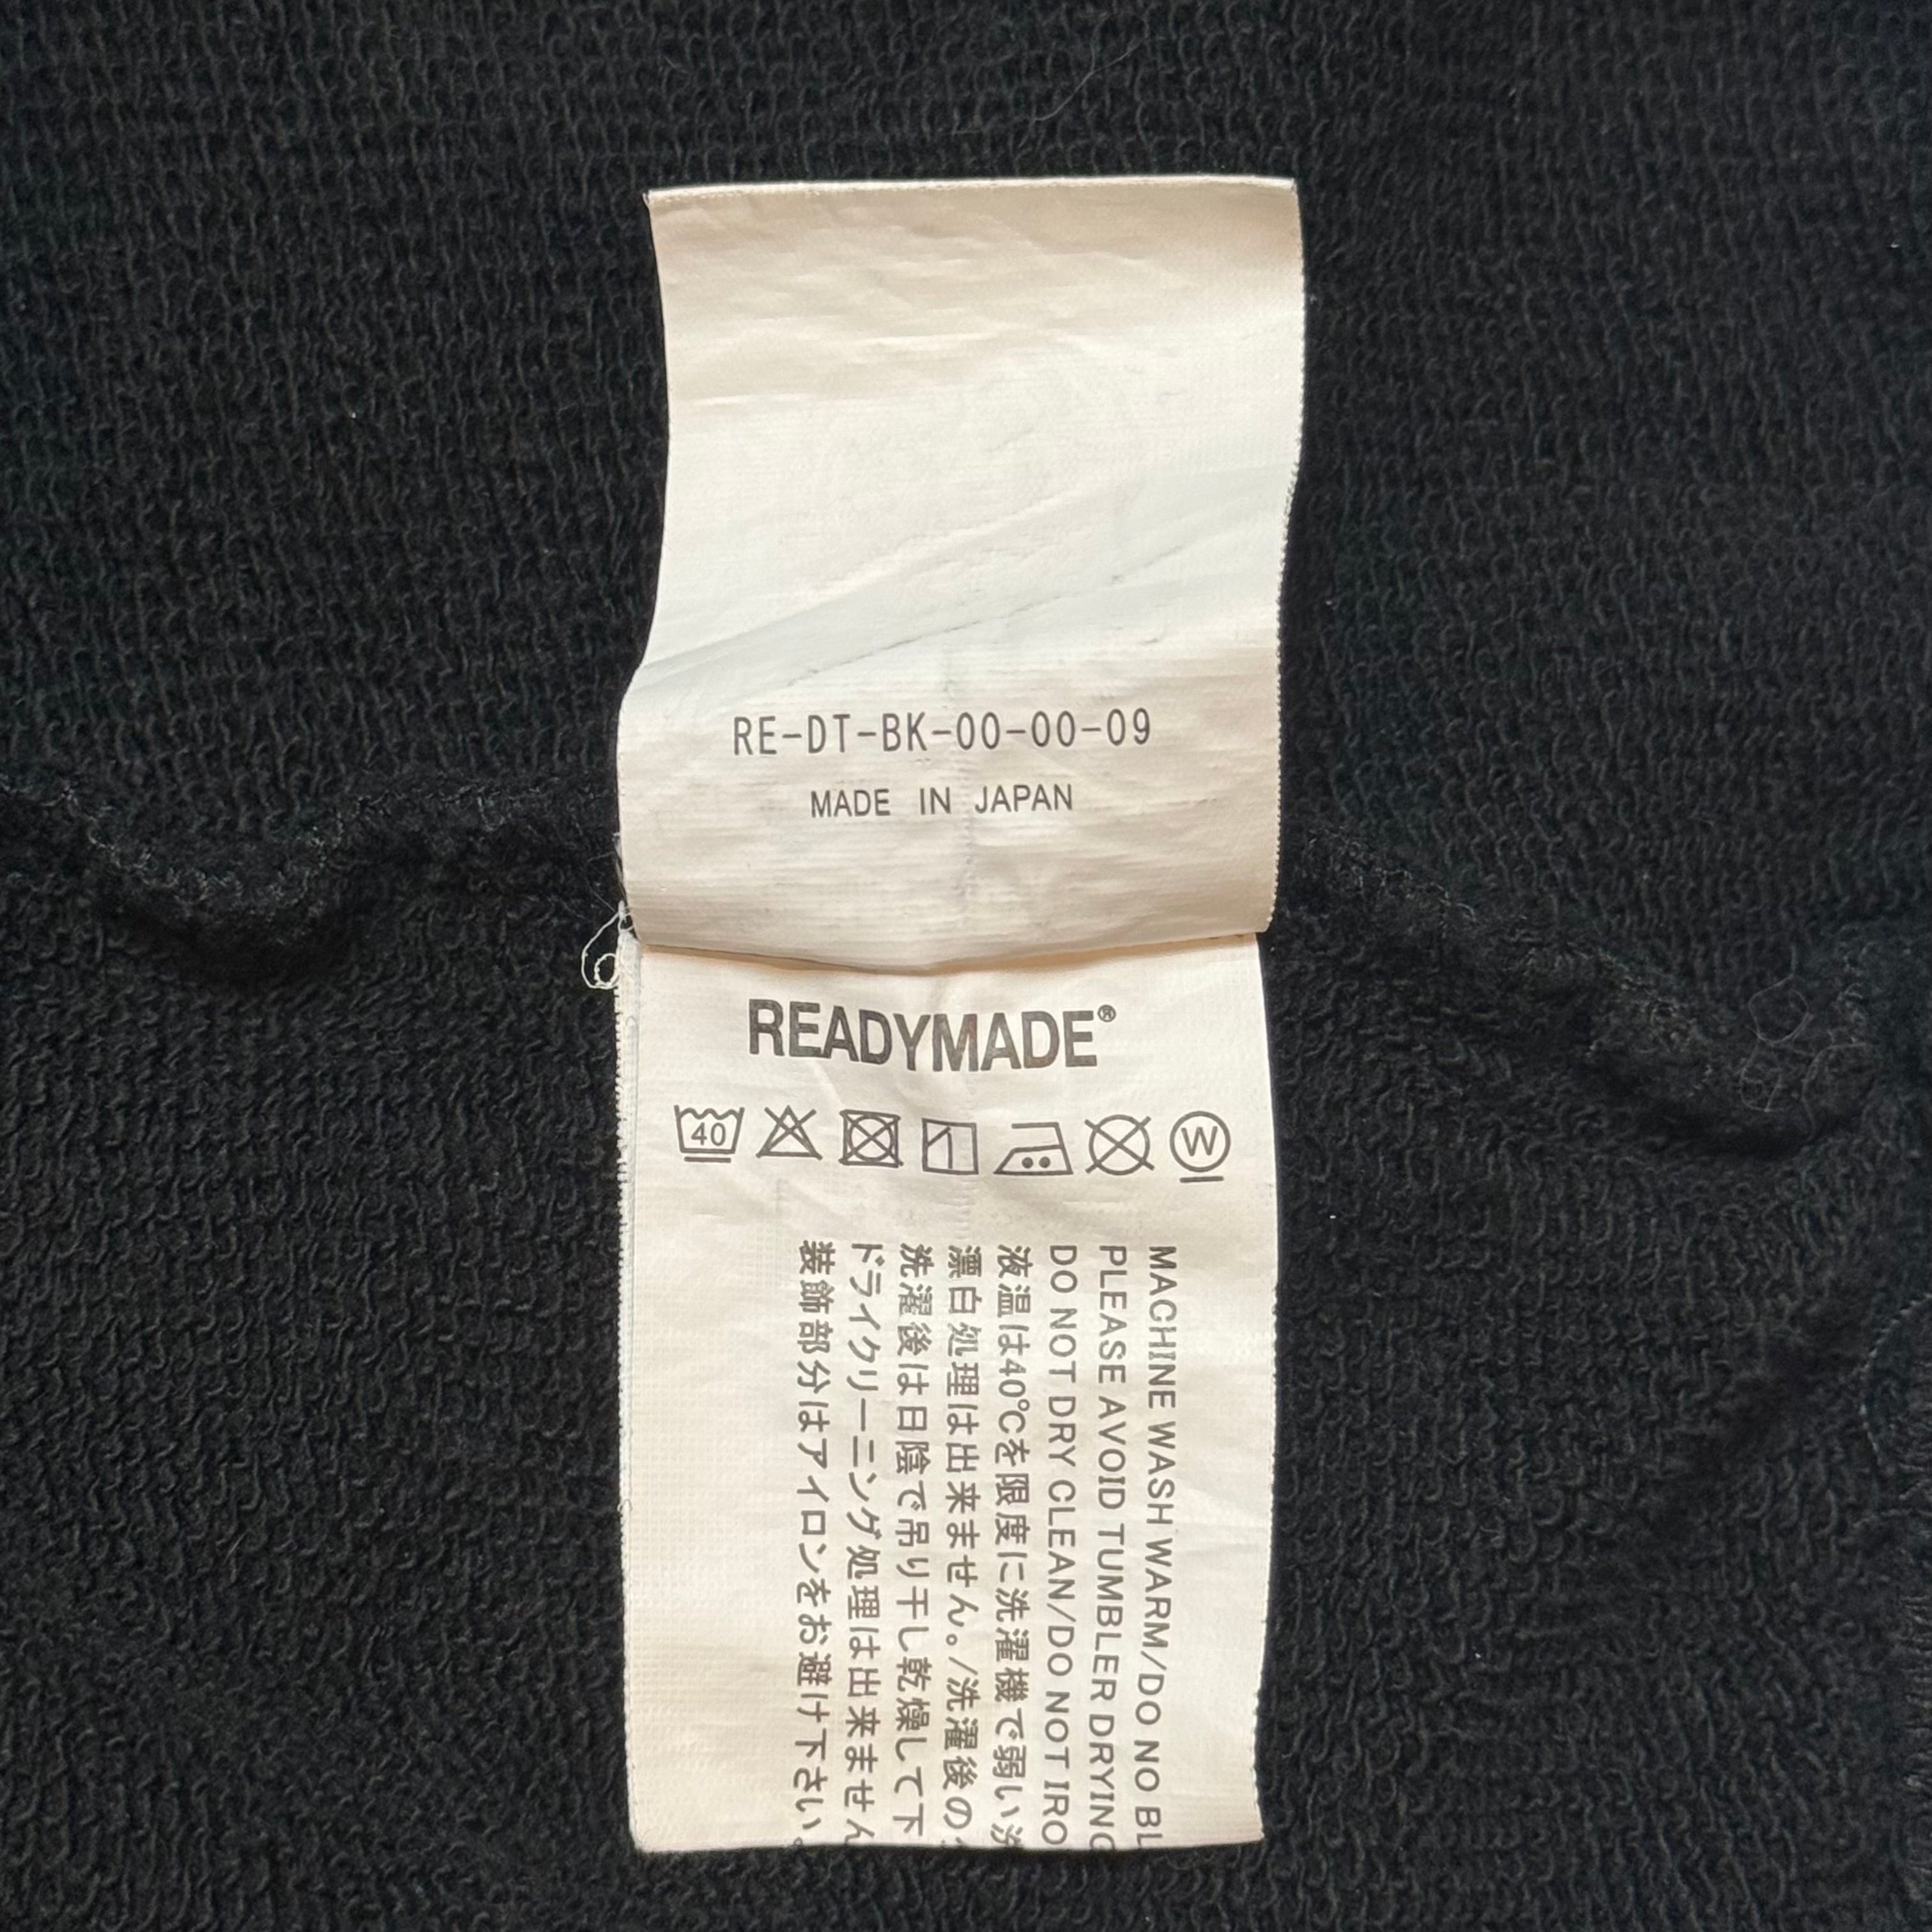 RE-DT-BK-00-00-09
MADE IN JAPAN
READYMADE®
40
W
MACHINE WASH WARM/DO NO BL
PLEASE AVOID TUMBLER DRYING
DO NOT DRY CLEAN/DO NOT IRO
液温は40℃を限度に洗濯機で弱い洗
漂白処理は出来ません。/洗濯後の
洗濯後は日陰で吊り干し乾燥して下
ドライクリーニング処理は出来ません
装飾部分はアイロンをお避け下さい。